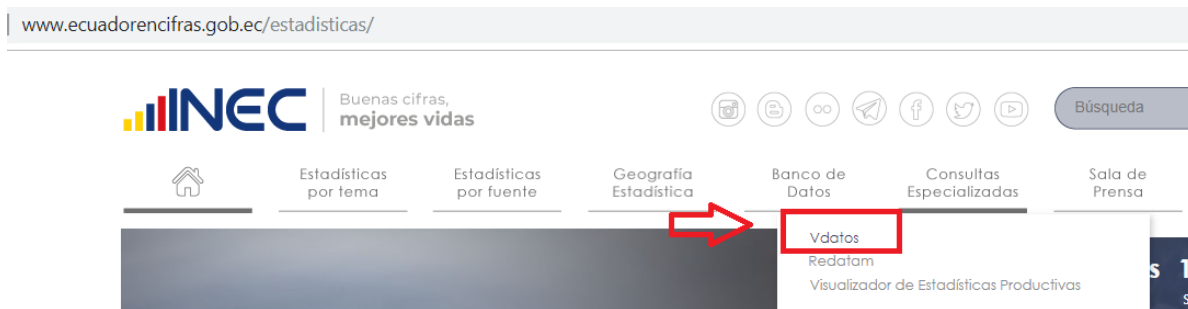 www.ecuadorencifras.gob.ec/estadisticas/
INEC
Buenas cifras,
mejores vidas
Búsqueda
Estadísticas
por tema
Estadísticas
por fuente
Geografía
Estadística
Banco de
Datos
Consultas
Especializadas
Sala de
Prensa
Vdatos
Redatam
Visualizador de Estadísticas Productivas
s 1
s